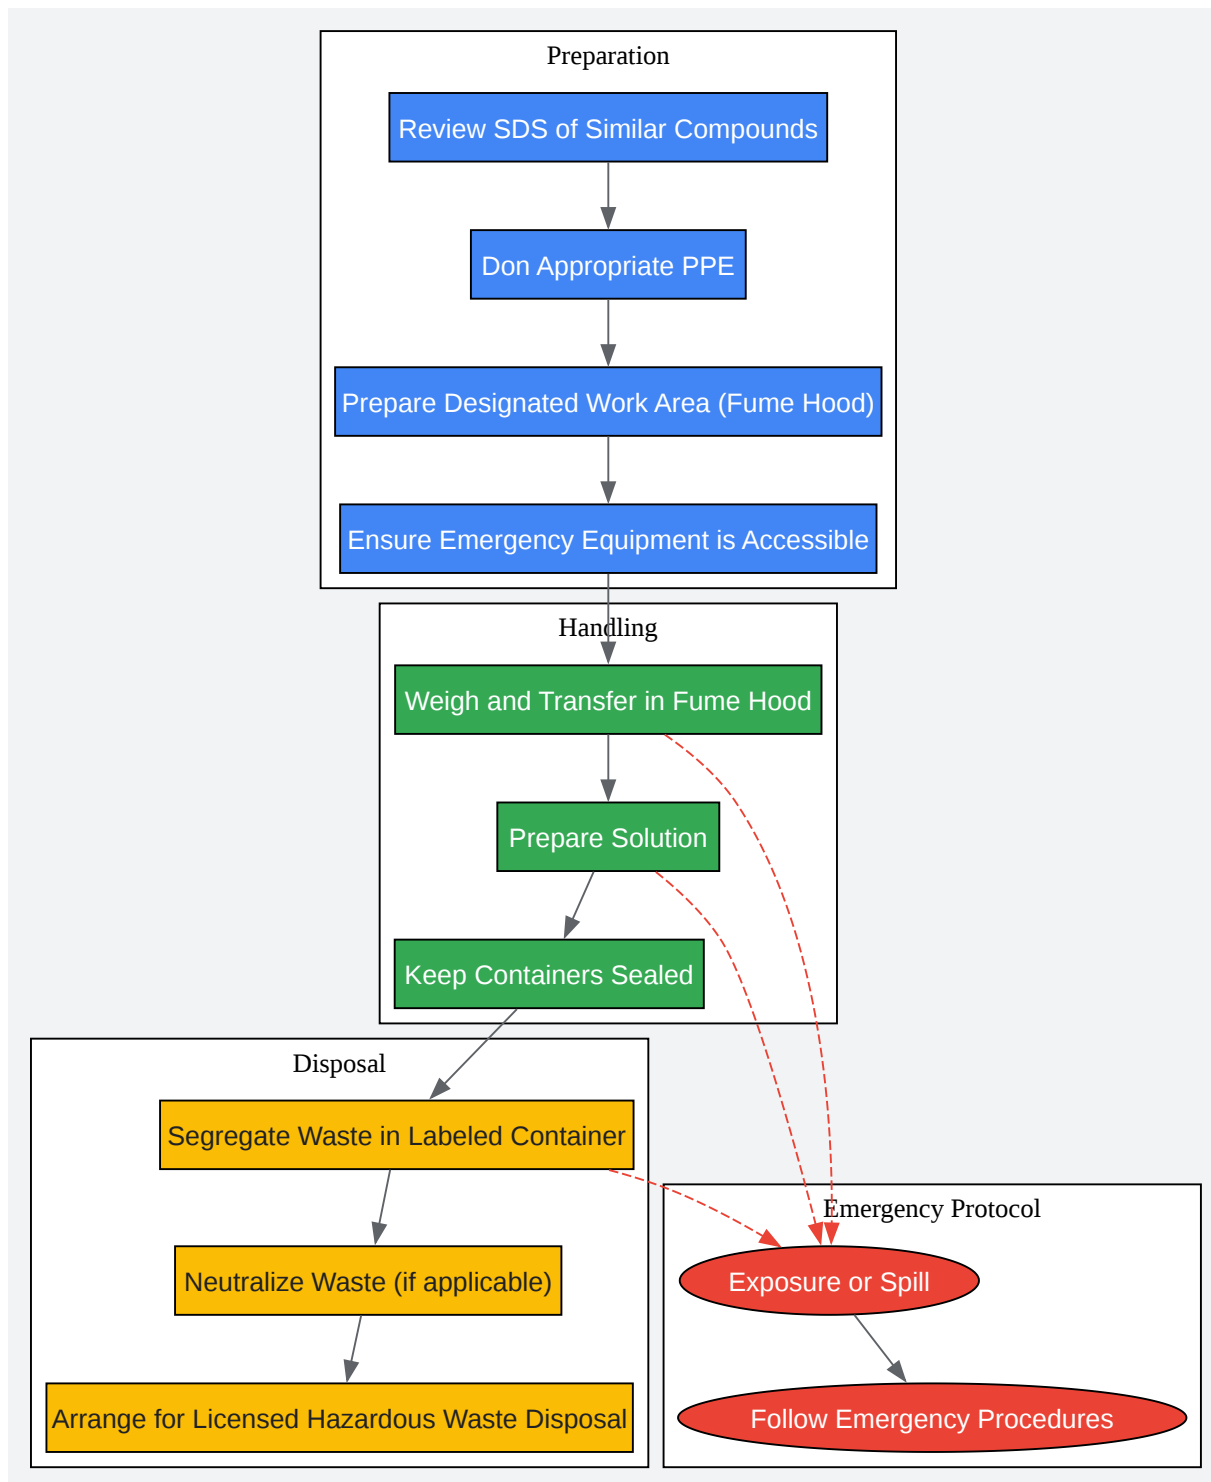 Preparation
Review SDS of Similar Compounds
Don Appropriate PPE
Prepare Designated Work Area (Fume Hood)
Ensure Emergency Equipment is Accessible
Handling
Weigh and Transfer in Fume Hood
Prepare Solution
Keep Containers Sealed
Disposal
Segregate Waste in Labeled Container
Neutralize Waste (if applicable)
Arrange for Licensed Hazardous Waste Disposal
Emergency Protocol
Exposure or Spill
Follow Emergency Procedures